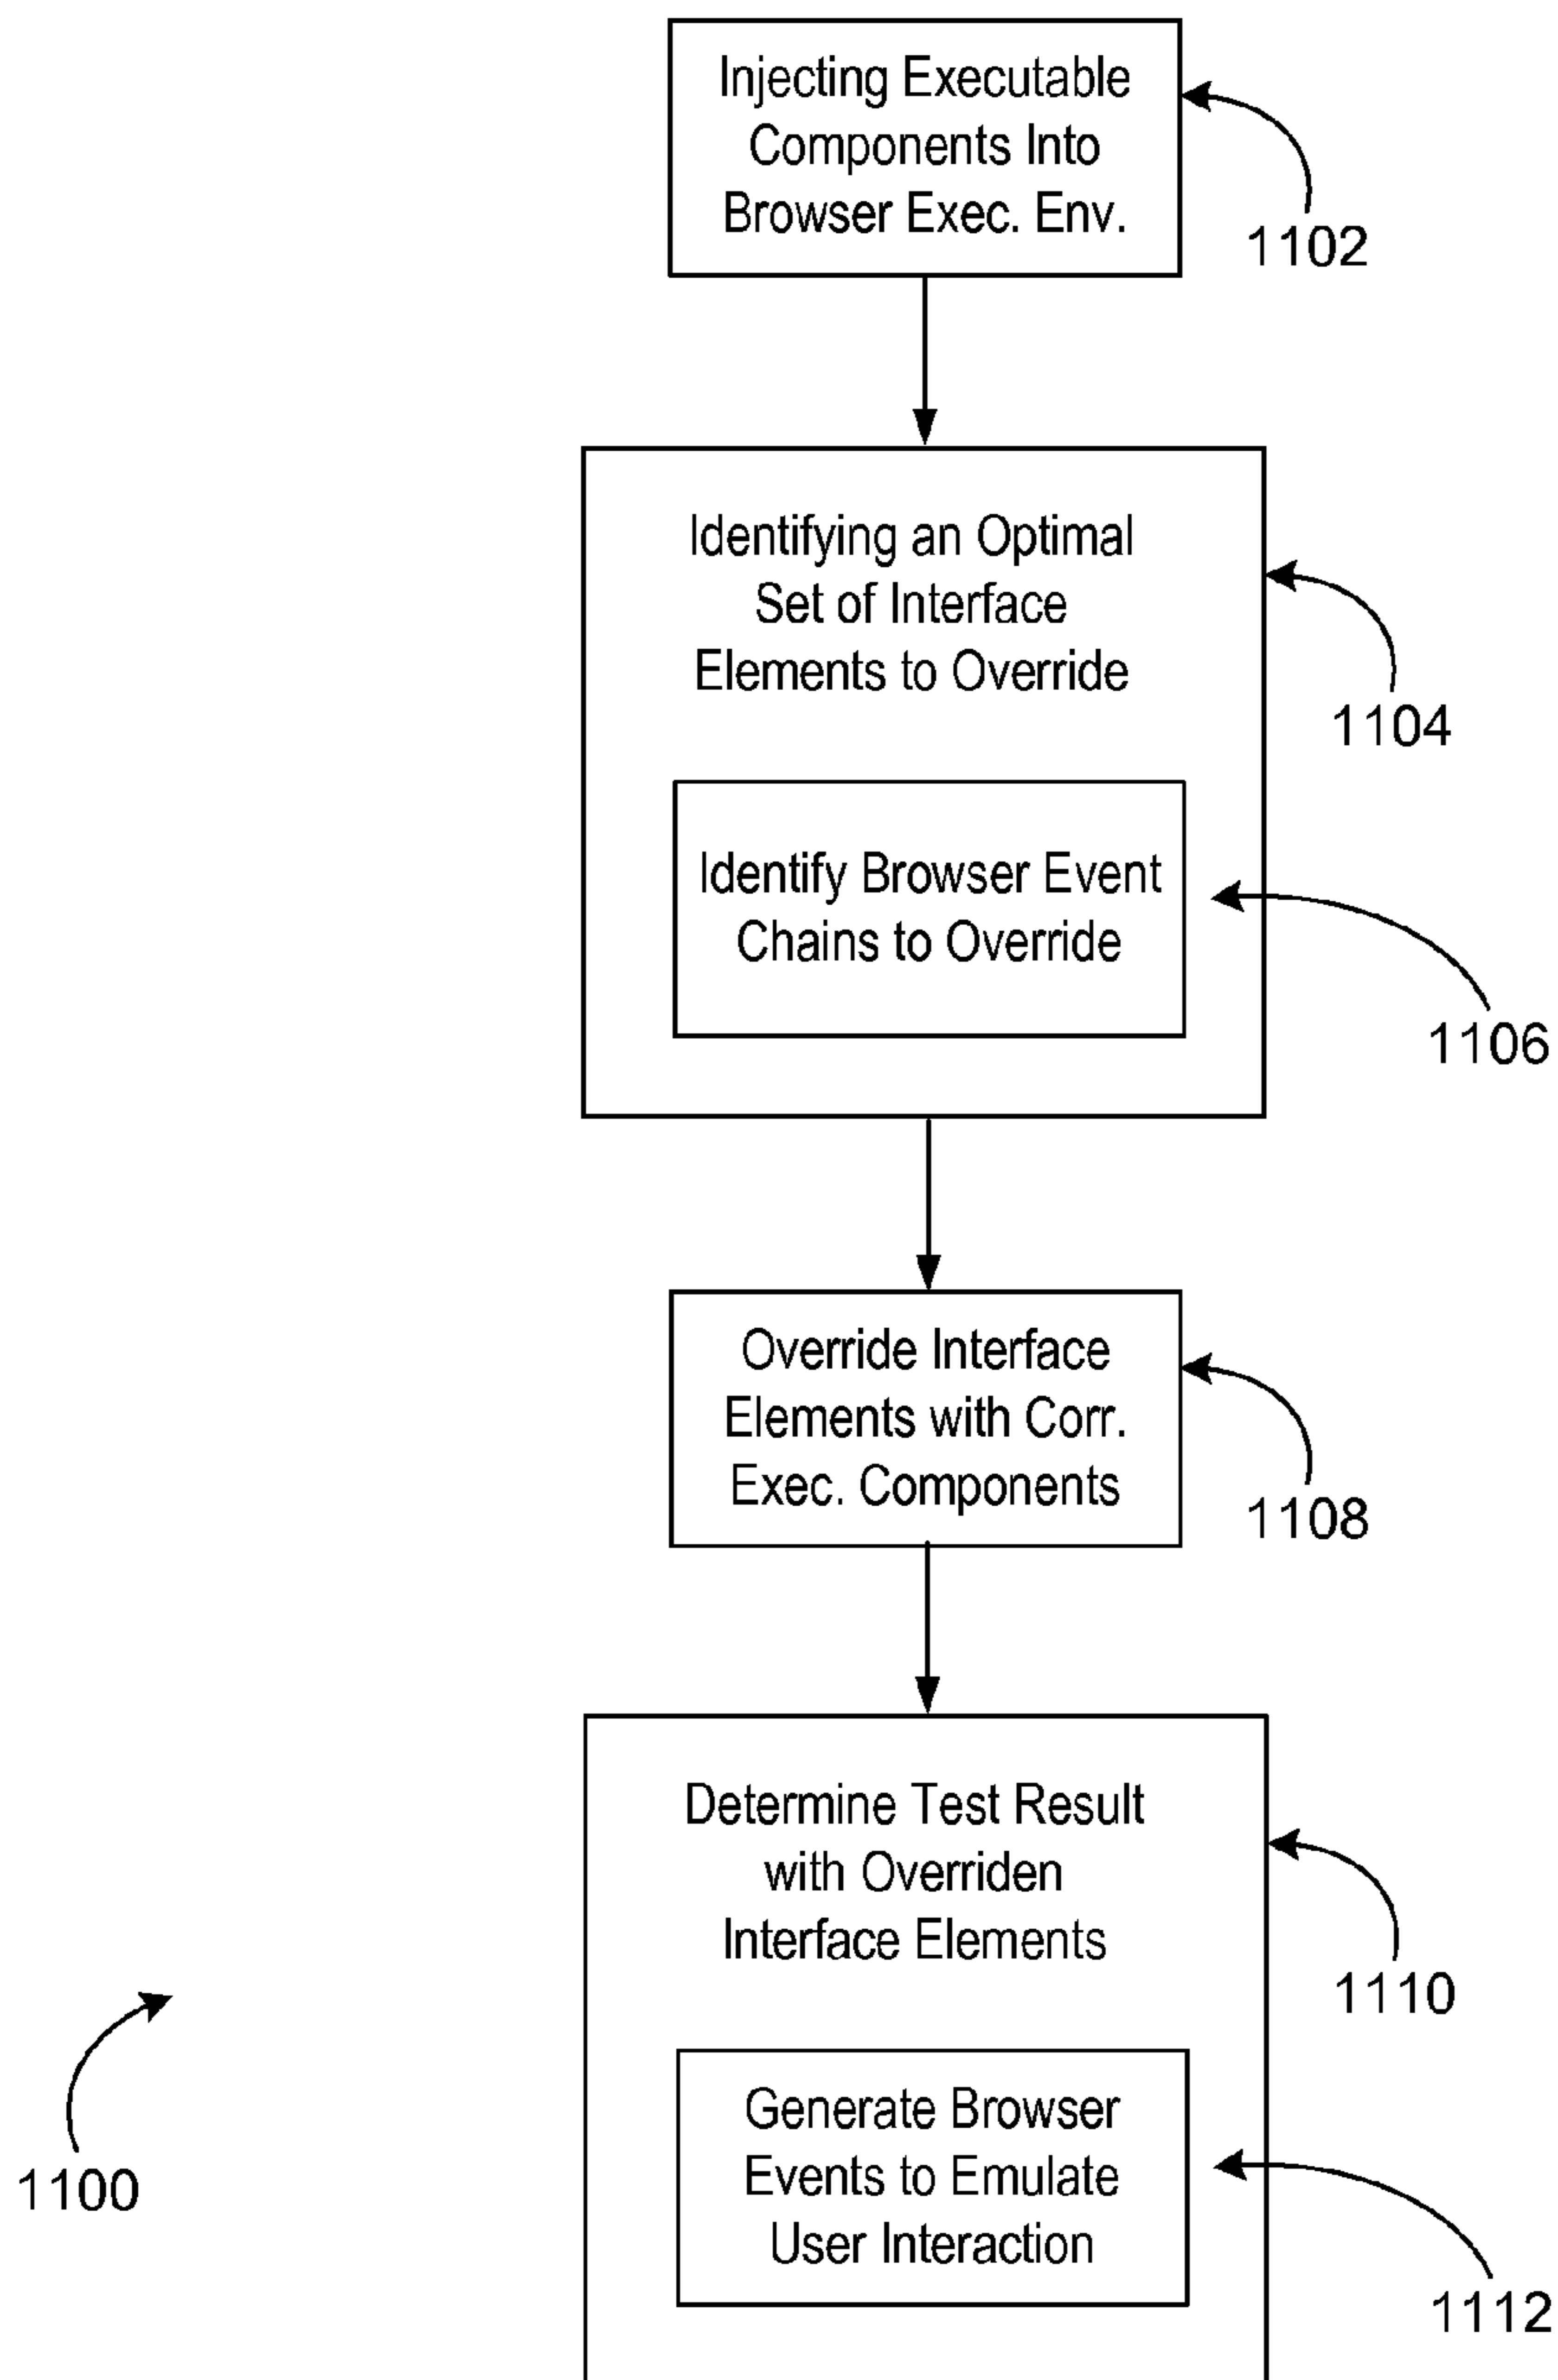 Injecting Executable
Components Into
Browser Exec. Env.
1102
Identifying an Optimal
Set of Interface
Elements to Override
1104
Identify Browser Event
Chains to Override
1106
Override Interface
Elements with Corr.
Exec. Components
1108
Determine Test Result
with Overriden
Interface Elements
1110
Generate Browser
Events to Emulate
User Interaction
1112
1100